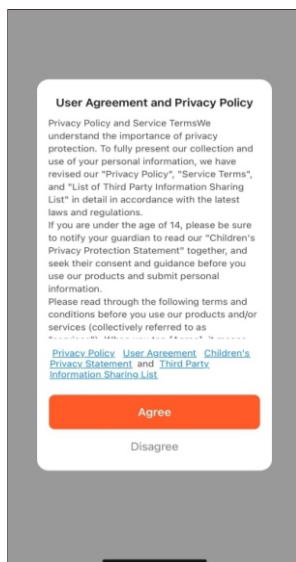 User Agreement and Privacy Policy
Privacy Policy and Service TermsWe
understand the importance of privacy
protection. To fully present our collection and
use of your personal information, we have
revised our "Privacy Policy", "Service Terms",
and "List of Third Party Information Sharing
List" in detail in accordance with the latest
laws and regulations.
If you are under the age of 14, please be sure
to notify your guardian to read our "Children's
Privacy Protection Statement" together, and
seek their consent and guidance before you
use our products and submit personal
information.
Please read through the following terms and
conditions before you use our products and/or
services (collectively referred to as
Privacy Policy User Agreement Children's
Privacy Statement and Third Party
Information Sharing List
Agree
Disagree